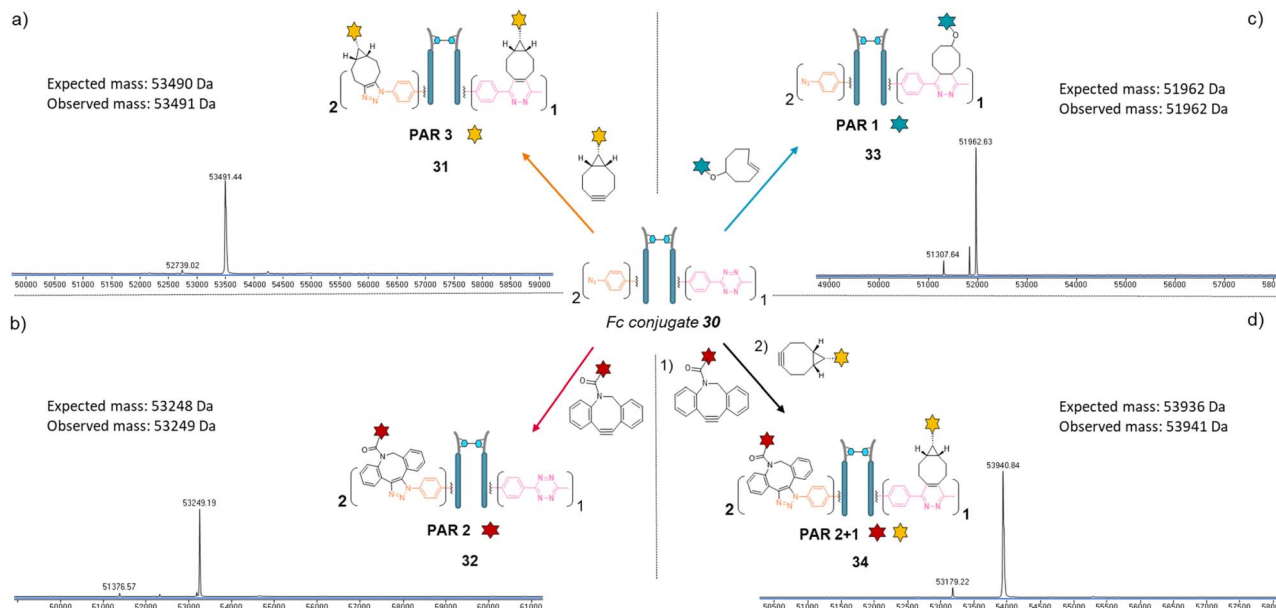 a)
Expected mass: 53490 Da
Observed mass: 53491 Da
H
H
N
N=N
2
H
H
N-N
1
PAR 3
31
H
H
53491.44
52739.02
50000 50500 51000 51500 52000 52500 53000 53500 54000 54500 55000 55500 56000 56500 57000 57500 58000 58500 59000
c)
Expected mass: 51962 Da
Observed mass: 51962 Da
N3
2
O
N-N
1
PAR 1
33
O
51962.63
51307.64
49000 50000 51000 52000 53000 54000 55000 56000 57000 58
N3
2
N=N
N=N
1
Fc conjugate 30
b)
Expected mass: 53248 Da
Observed mass: 53249 Da
O
N
N
N=N
2
N=N
N=N
1
PAR 2
32
O
N
53249.19
51376.57
50000 51000 52000 53000 54000 55000 56000 57000 58000 59000 60000 61000
d)
1)
O
N
2)
H
H
Expected mass: 53936 Da
Observed mass: 53941 Da
O
N
N
N=N
2
H
H
N-N
1
PAR 2+1
34
53940.84
53179.22
50500 51000 51500 52000 52500 53000 53500 54000 54500 55000 55500 56000 56500 57000 57500 58